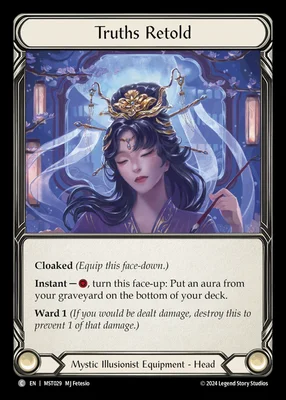 Truths Retold
Cloaked (Equip this face-down.)
Instant — , turn this face-up: Put an aura from
your graveyard on the bottom of your deck.
Ward 1 (If you would be dealt damage, destroy this to
prevent 1 of that damage.)
Mystic Illusionist Equipment - Head
C EN | MST029 MJ Fetesio
©2024 Legend Story Studios